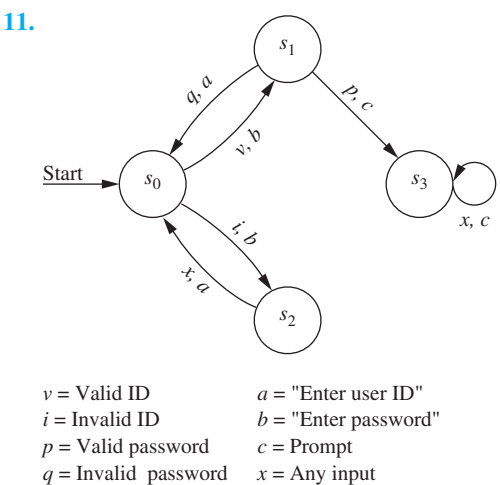 11.
s1
q, a
p, c
v, b
Start
s0
s3
i, b
x, c
x, a
s2
v = Valid ID
a = "Enter user ID"
i = Invalid ID
b = "Enter password"
p = Valid password
c = Prompt
q = Invalid password
x = Any input